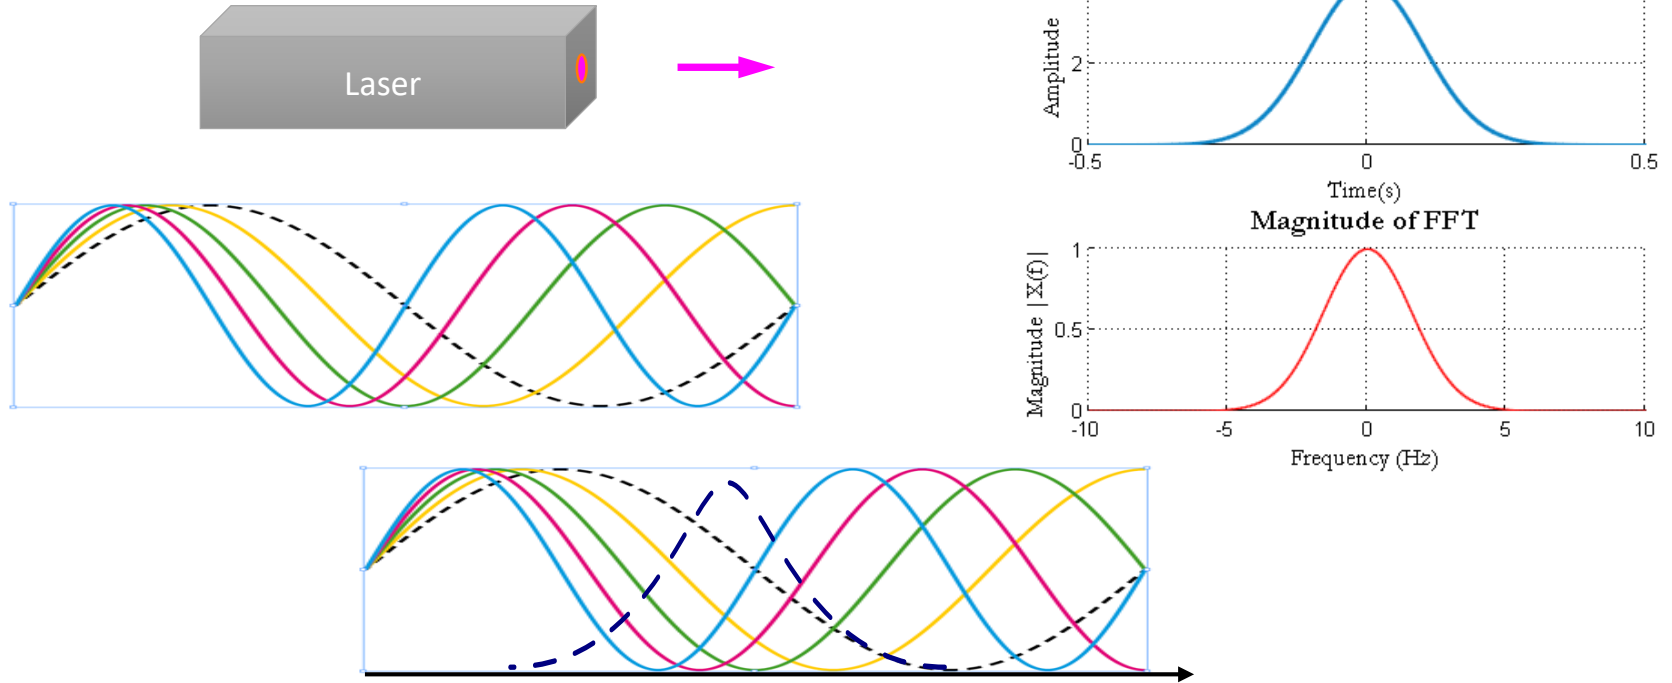 Laser
Amplitude
2
0
-0.5
0
0.5
Time(s)
Magnitude of FFT
Magnitude | X(f)|
1
0.5
0
-10
-5
0
5
10
Frequency (Hz)